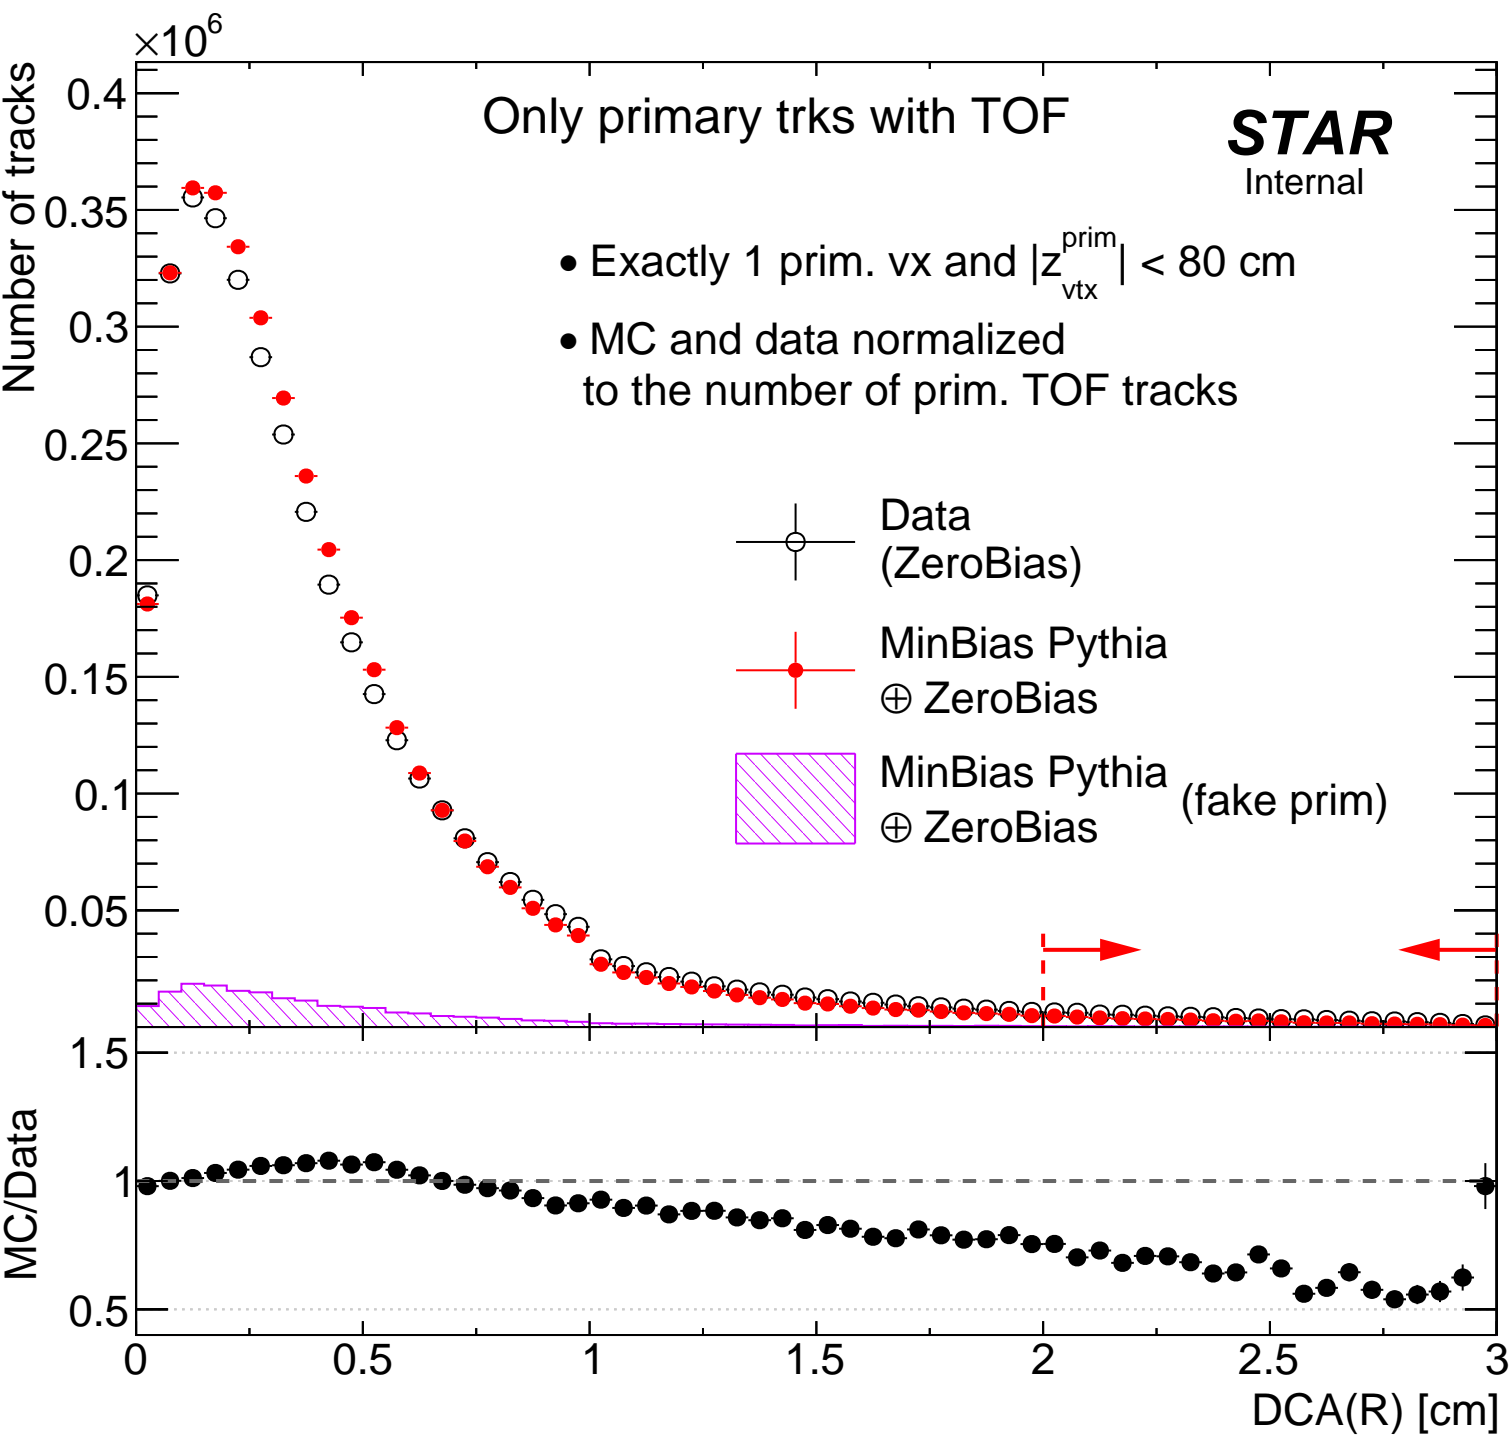 ×10⁶
Number of tracks
0.4
0.35
0.3
0.25
0.2
0.15
0.1
0.05
Only primary trks with TOF
STAR
Internal
● Exactly 1 prim. vx and |z_vtx^prim| < 80 cm
● MC and data normalized
to the number of prim. TOF tracks
Data
(ZeroBias)
MinBias Pythia
⊕ ZeroBias
MinBias Pythia
⊕ ZeroBias
(fake prim)
MC/Data
1.5
1
0.5
0 0.5 1 1.5 2 2.5 3
DCA(R) [cm]